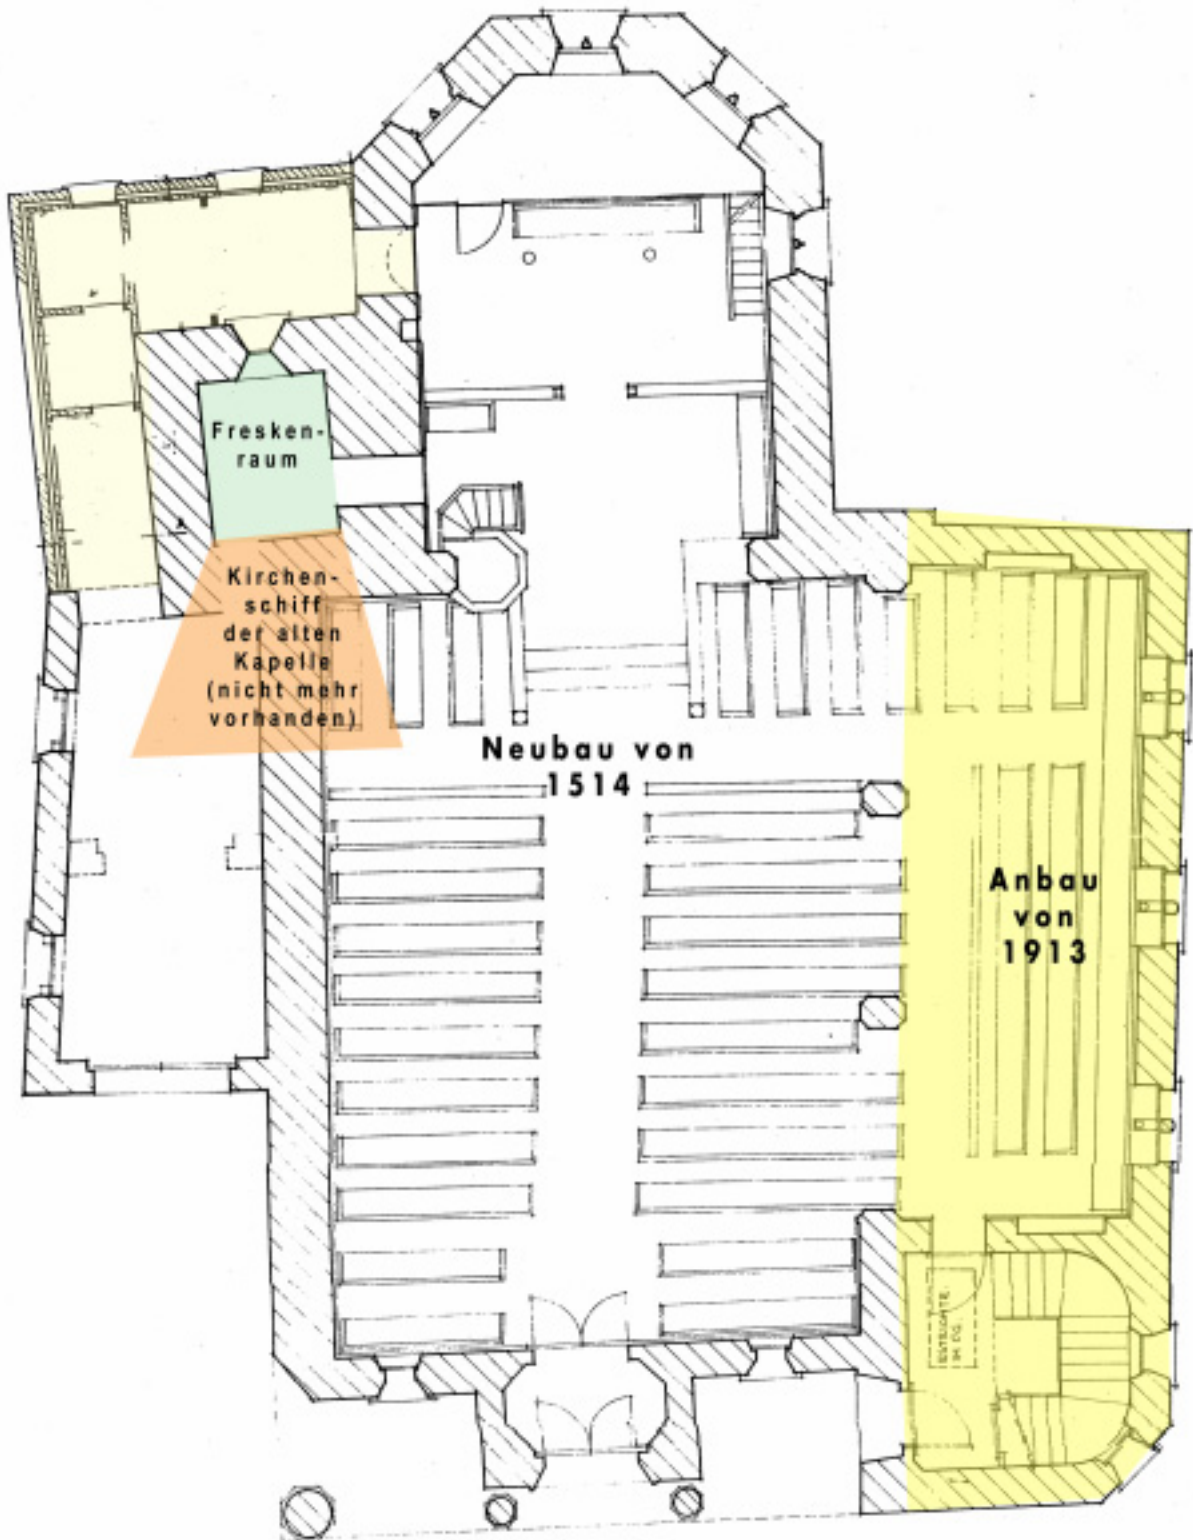 Fresken-
raum
Kirchen-
schiff
der alten
Kapelle
(nicht mehr
vorhanden)
Neubau von
1514
Anbau
von
1913